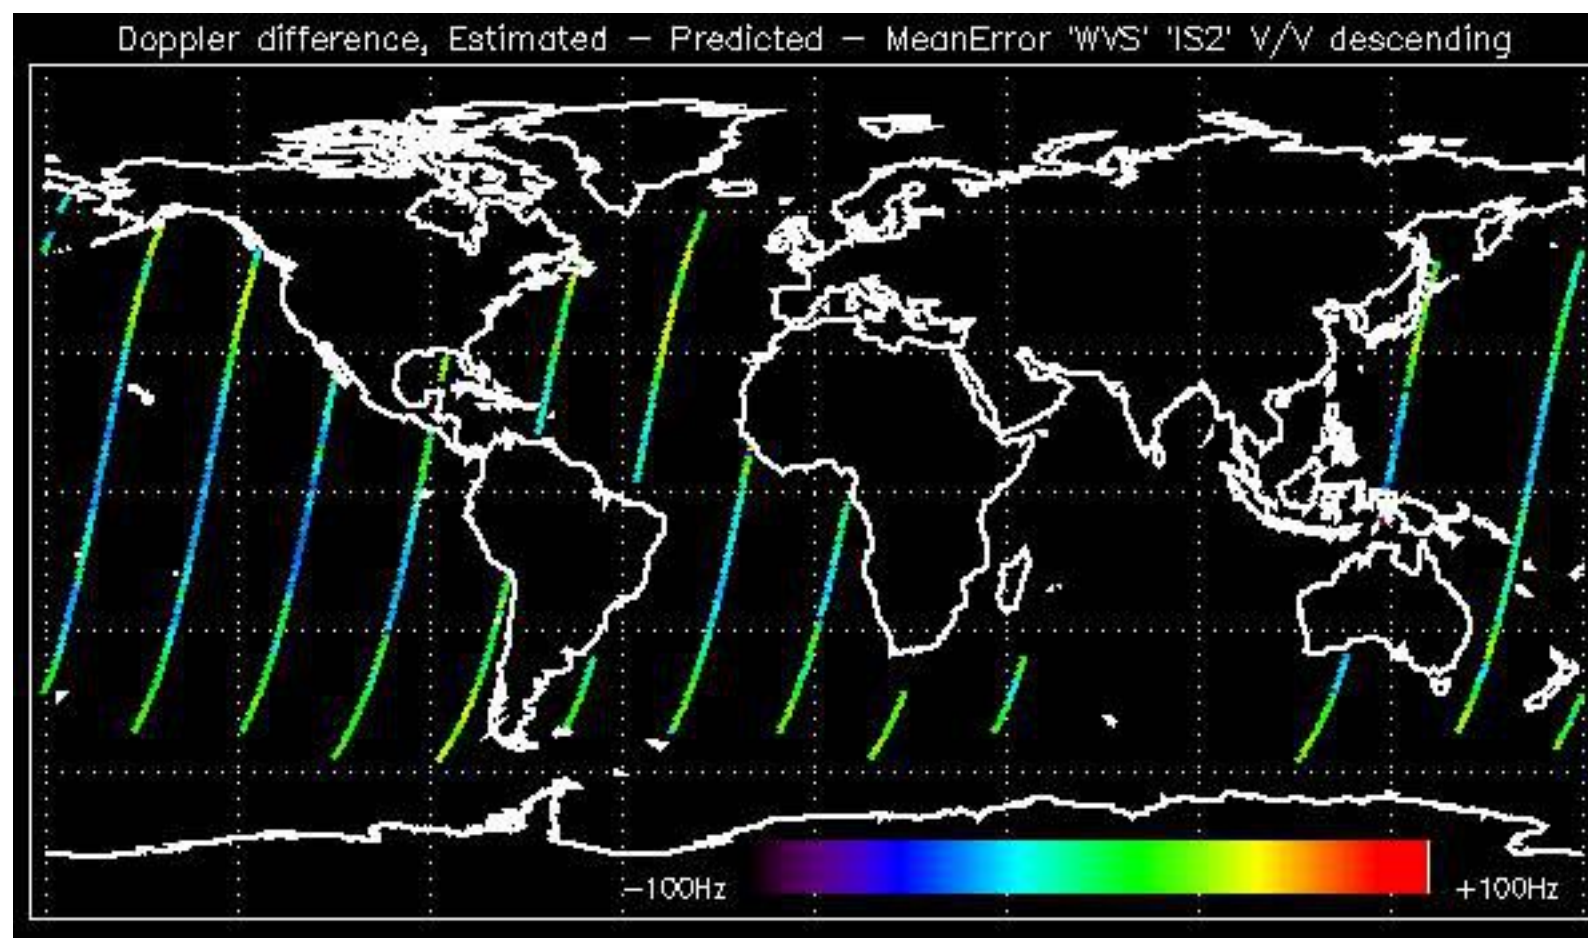 Doppler difference, Estimated – Predicted – MeanError 'WVS' 'IS2' V/V descending
–100Hz
+100Hz